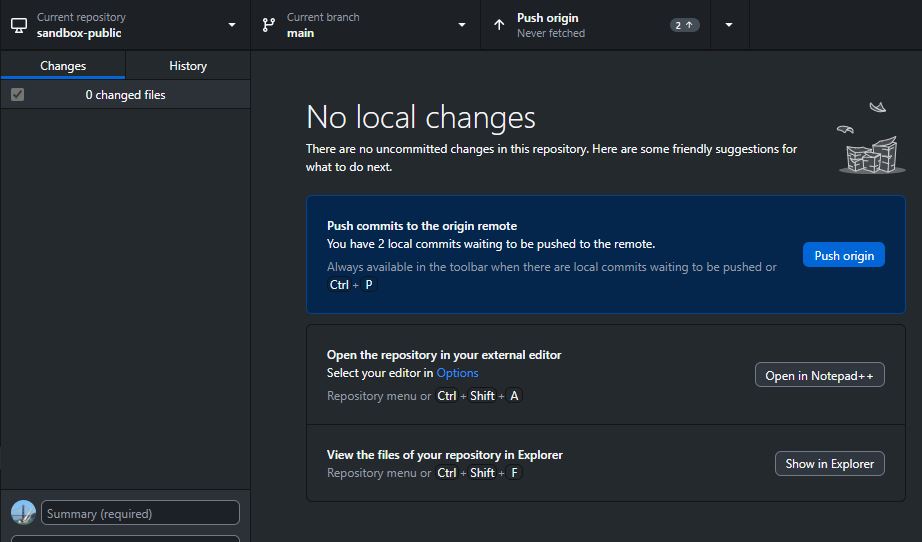 Current repository
sandbox-public
Current branch
main
Push origin
Never fetched
2
Changes
History
0 changed files
No local changes
There are no uncommitted changes in this repository. Here are some friendly suggestions for
what to do next.
Push commits to the origin remote
You have 2 local commits waiting to be pushed to the remote.
Always available in the toolbar when there are local commits waiting to be pushed or
Ctrl + P
Push origin
Open the repository in your external editor
Select your editor in Options
Repository menu or Ctrl + Shift + A
Open in Notepad++
View the files of your repository in Explorer
Repository menu or Ctrl + Shift + F
Show in Explorer
Summary (required)